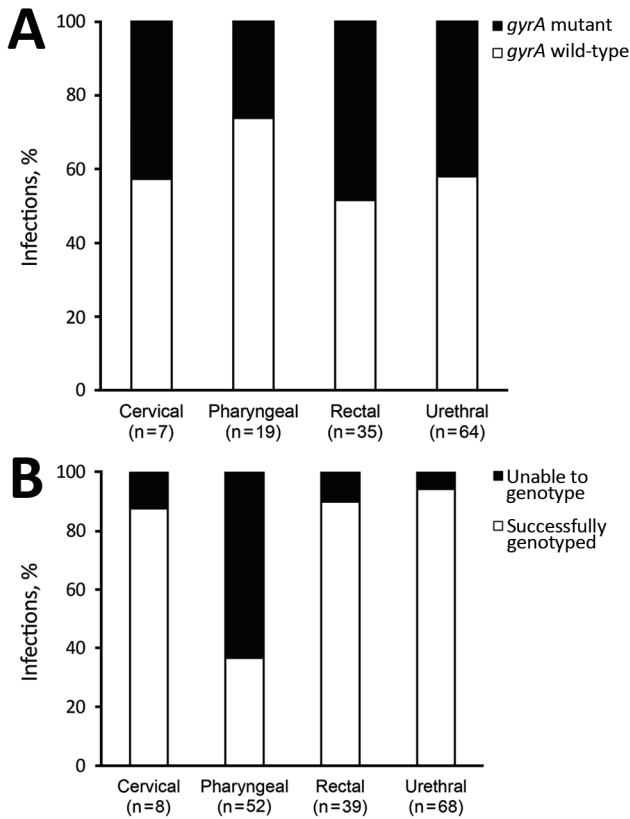 A
100
80
60
40
20
0
Infections, %
gyrA mutant
gyrA wild-type
Cervical
(n=7)
Pharyngeal
(n=19)
Rectal
(n=35)
Urethral
(n=64)
B
100
80
60
40
20
0
Infections, %
Unable to
genotype
Successfully
genotyped
Cervical
(n=8)
Pharyngeal
(n=52)
Rectal
(n=39)
Urethral
(n=68)